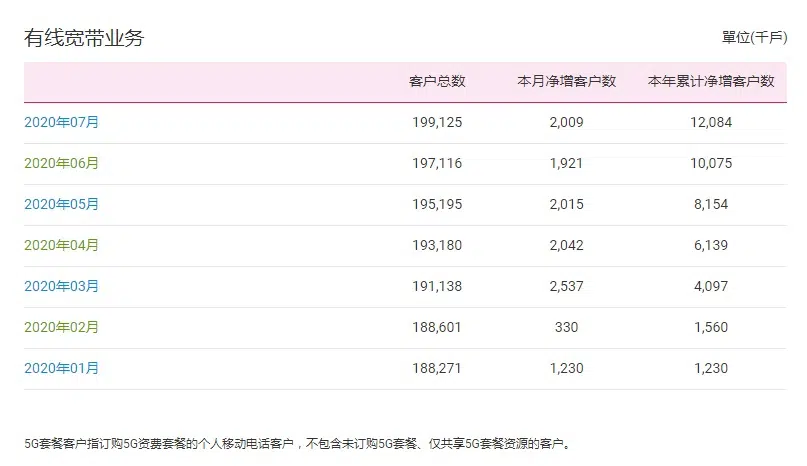 有线宽带业务 單位(千戶)
客户总数 本月净增客户数 本年累计净增客户数
2020年07月 199,125 2,009 12,084
2020年06月 197,116 1,921 10,075
2020年05月 195,195 2,015 8,154
2020年04月 193,180 2,042 6,139
2020年03月 191,138 2,537 4,097
2020年02月 188,601 330 1,560
2020年01月 188,271 1,230 1,230
5G套餐客户指订购5G资费套餐的个人移动电话客户，不包含未订购5G套餐、仅共享5G套餐资源的客户。